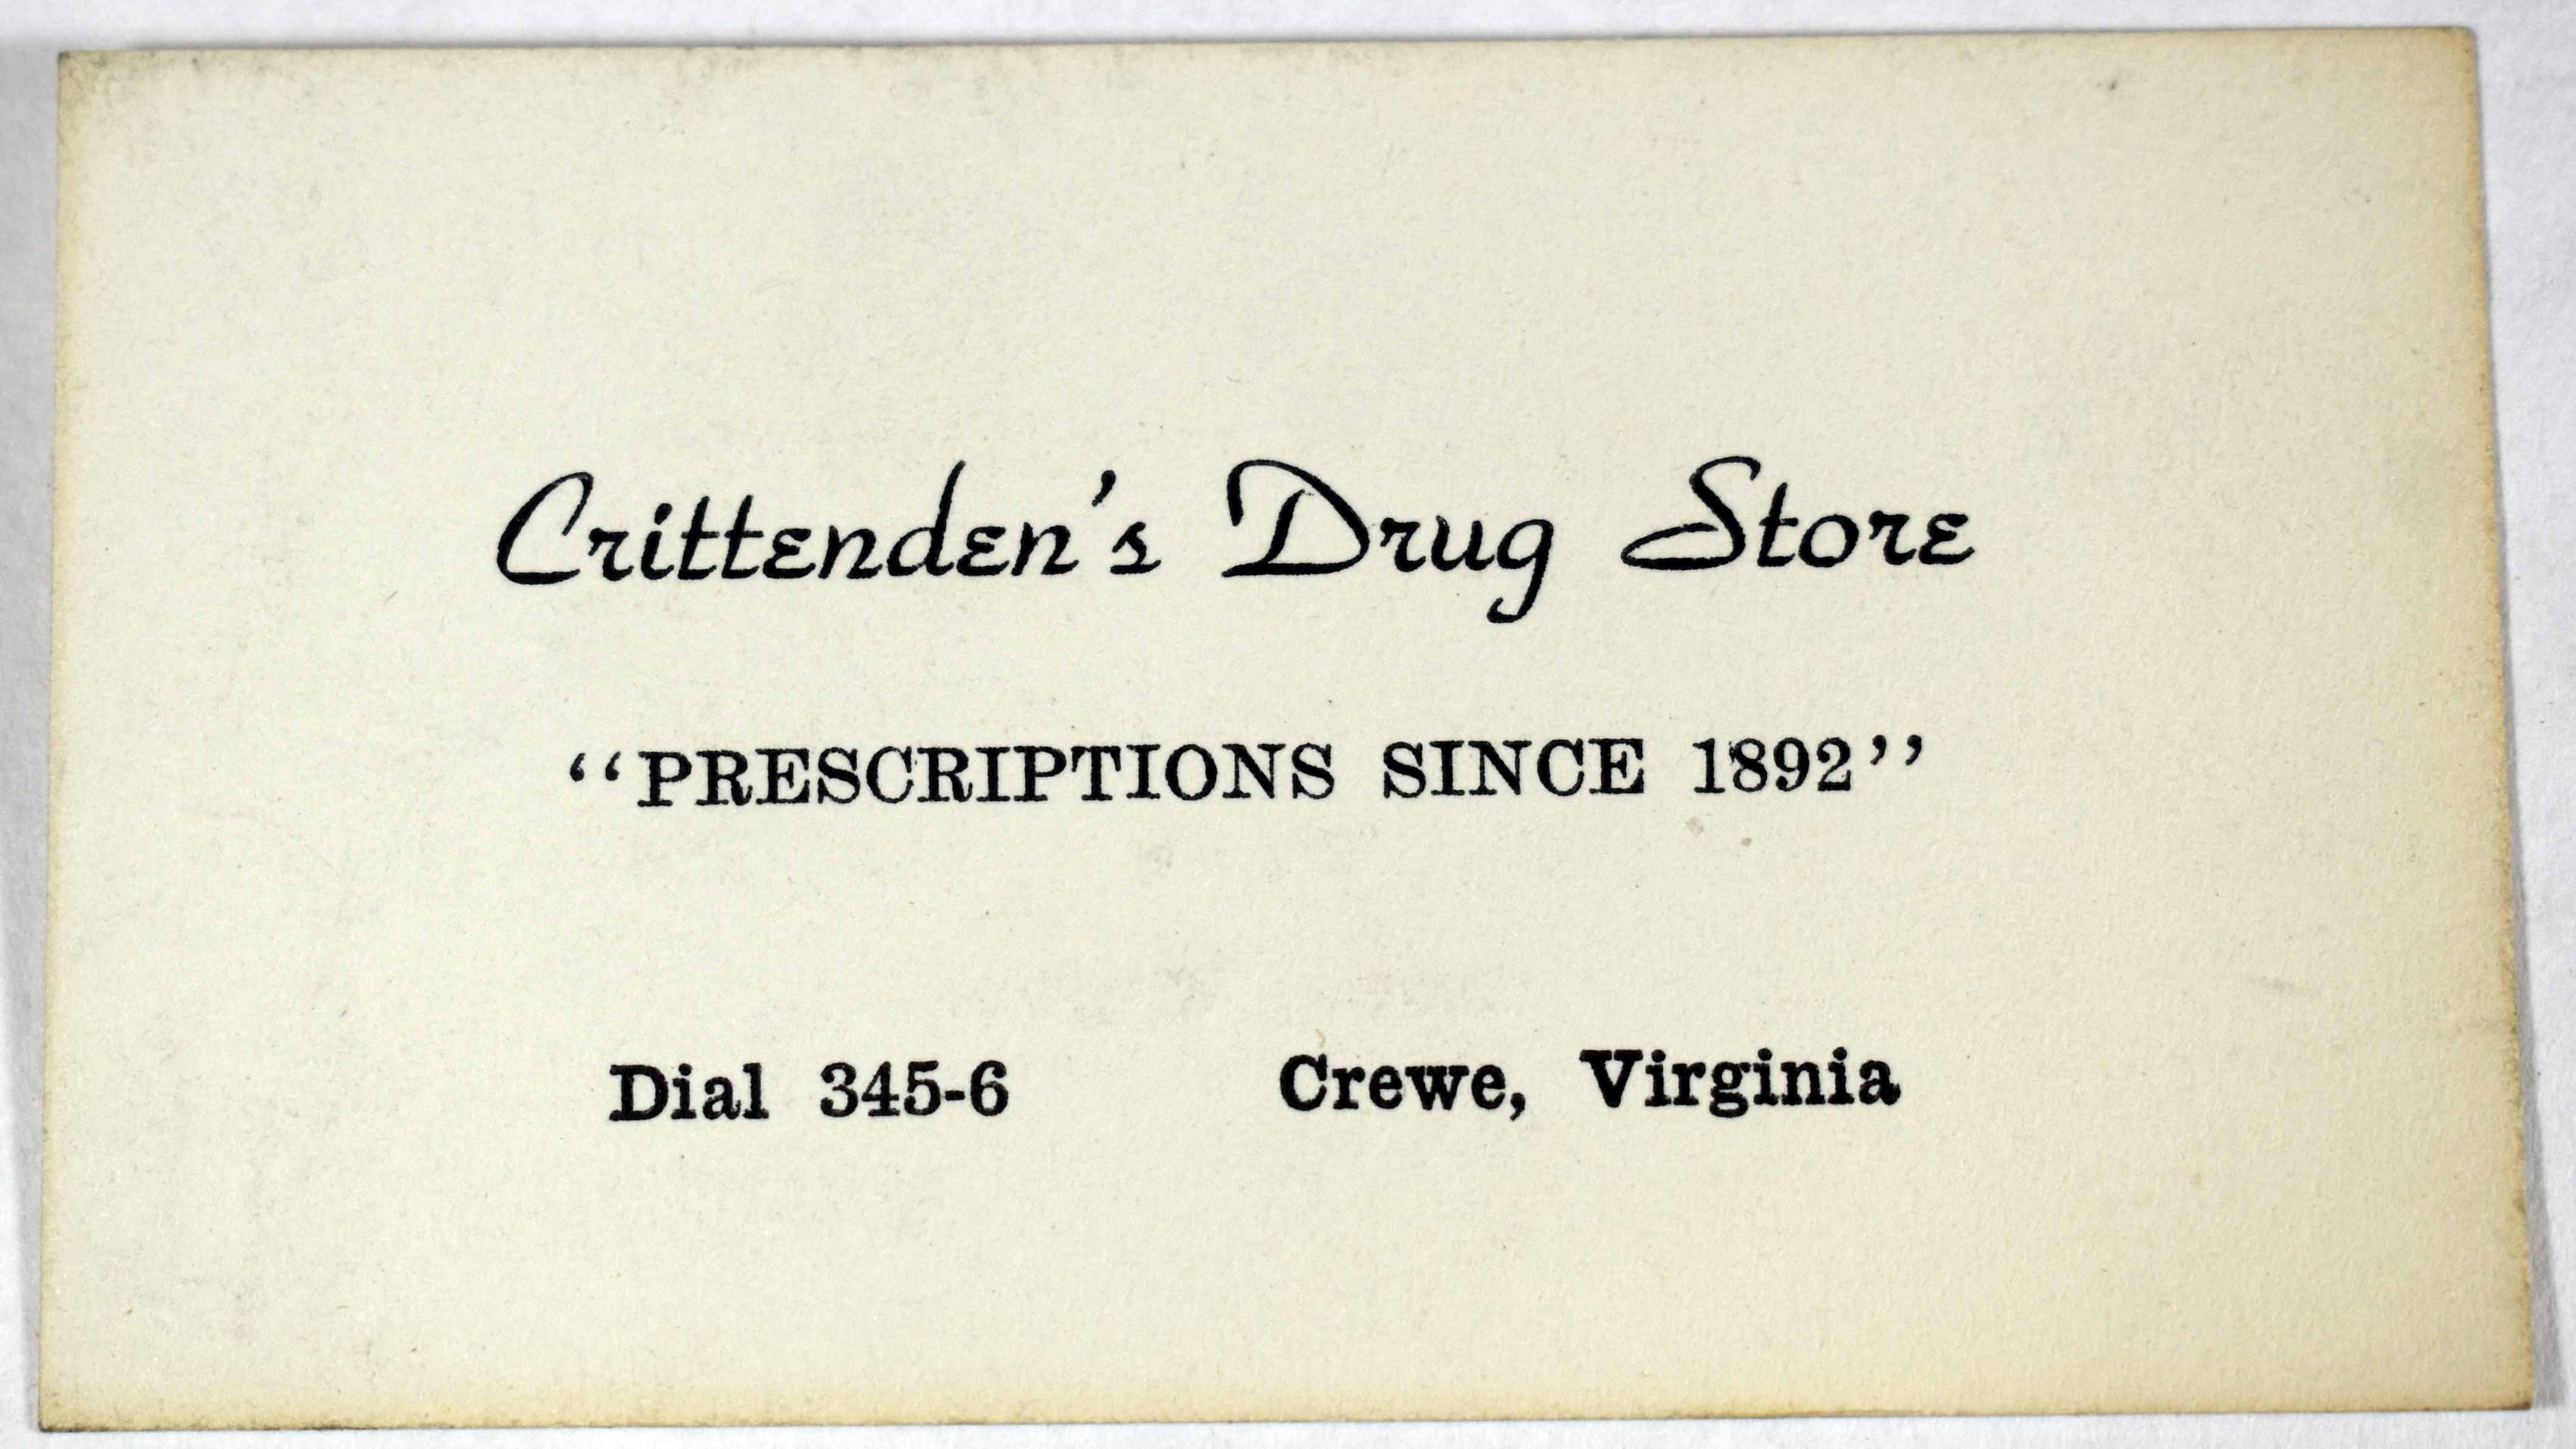 Crittenden's Drug Store
“PRESCRIPTIONS SINCE 1892”
Dial 345-6 Crewe, Virginia